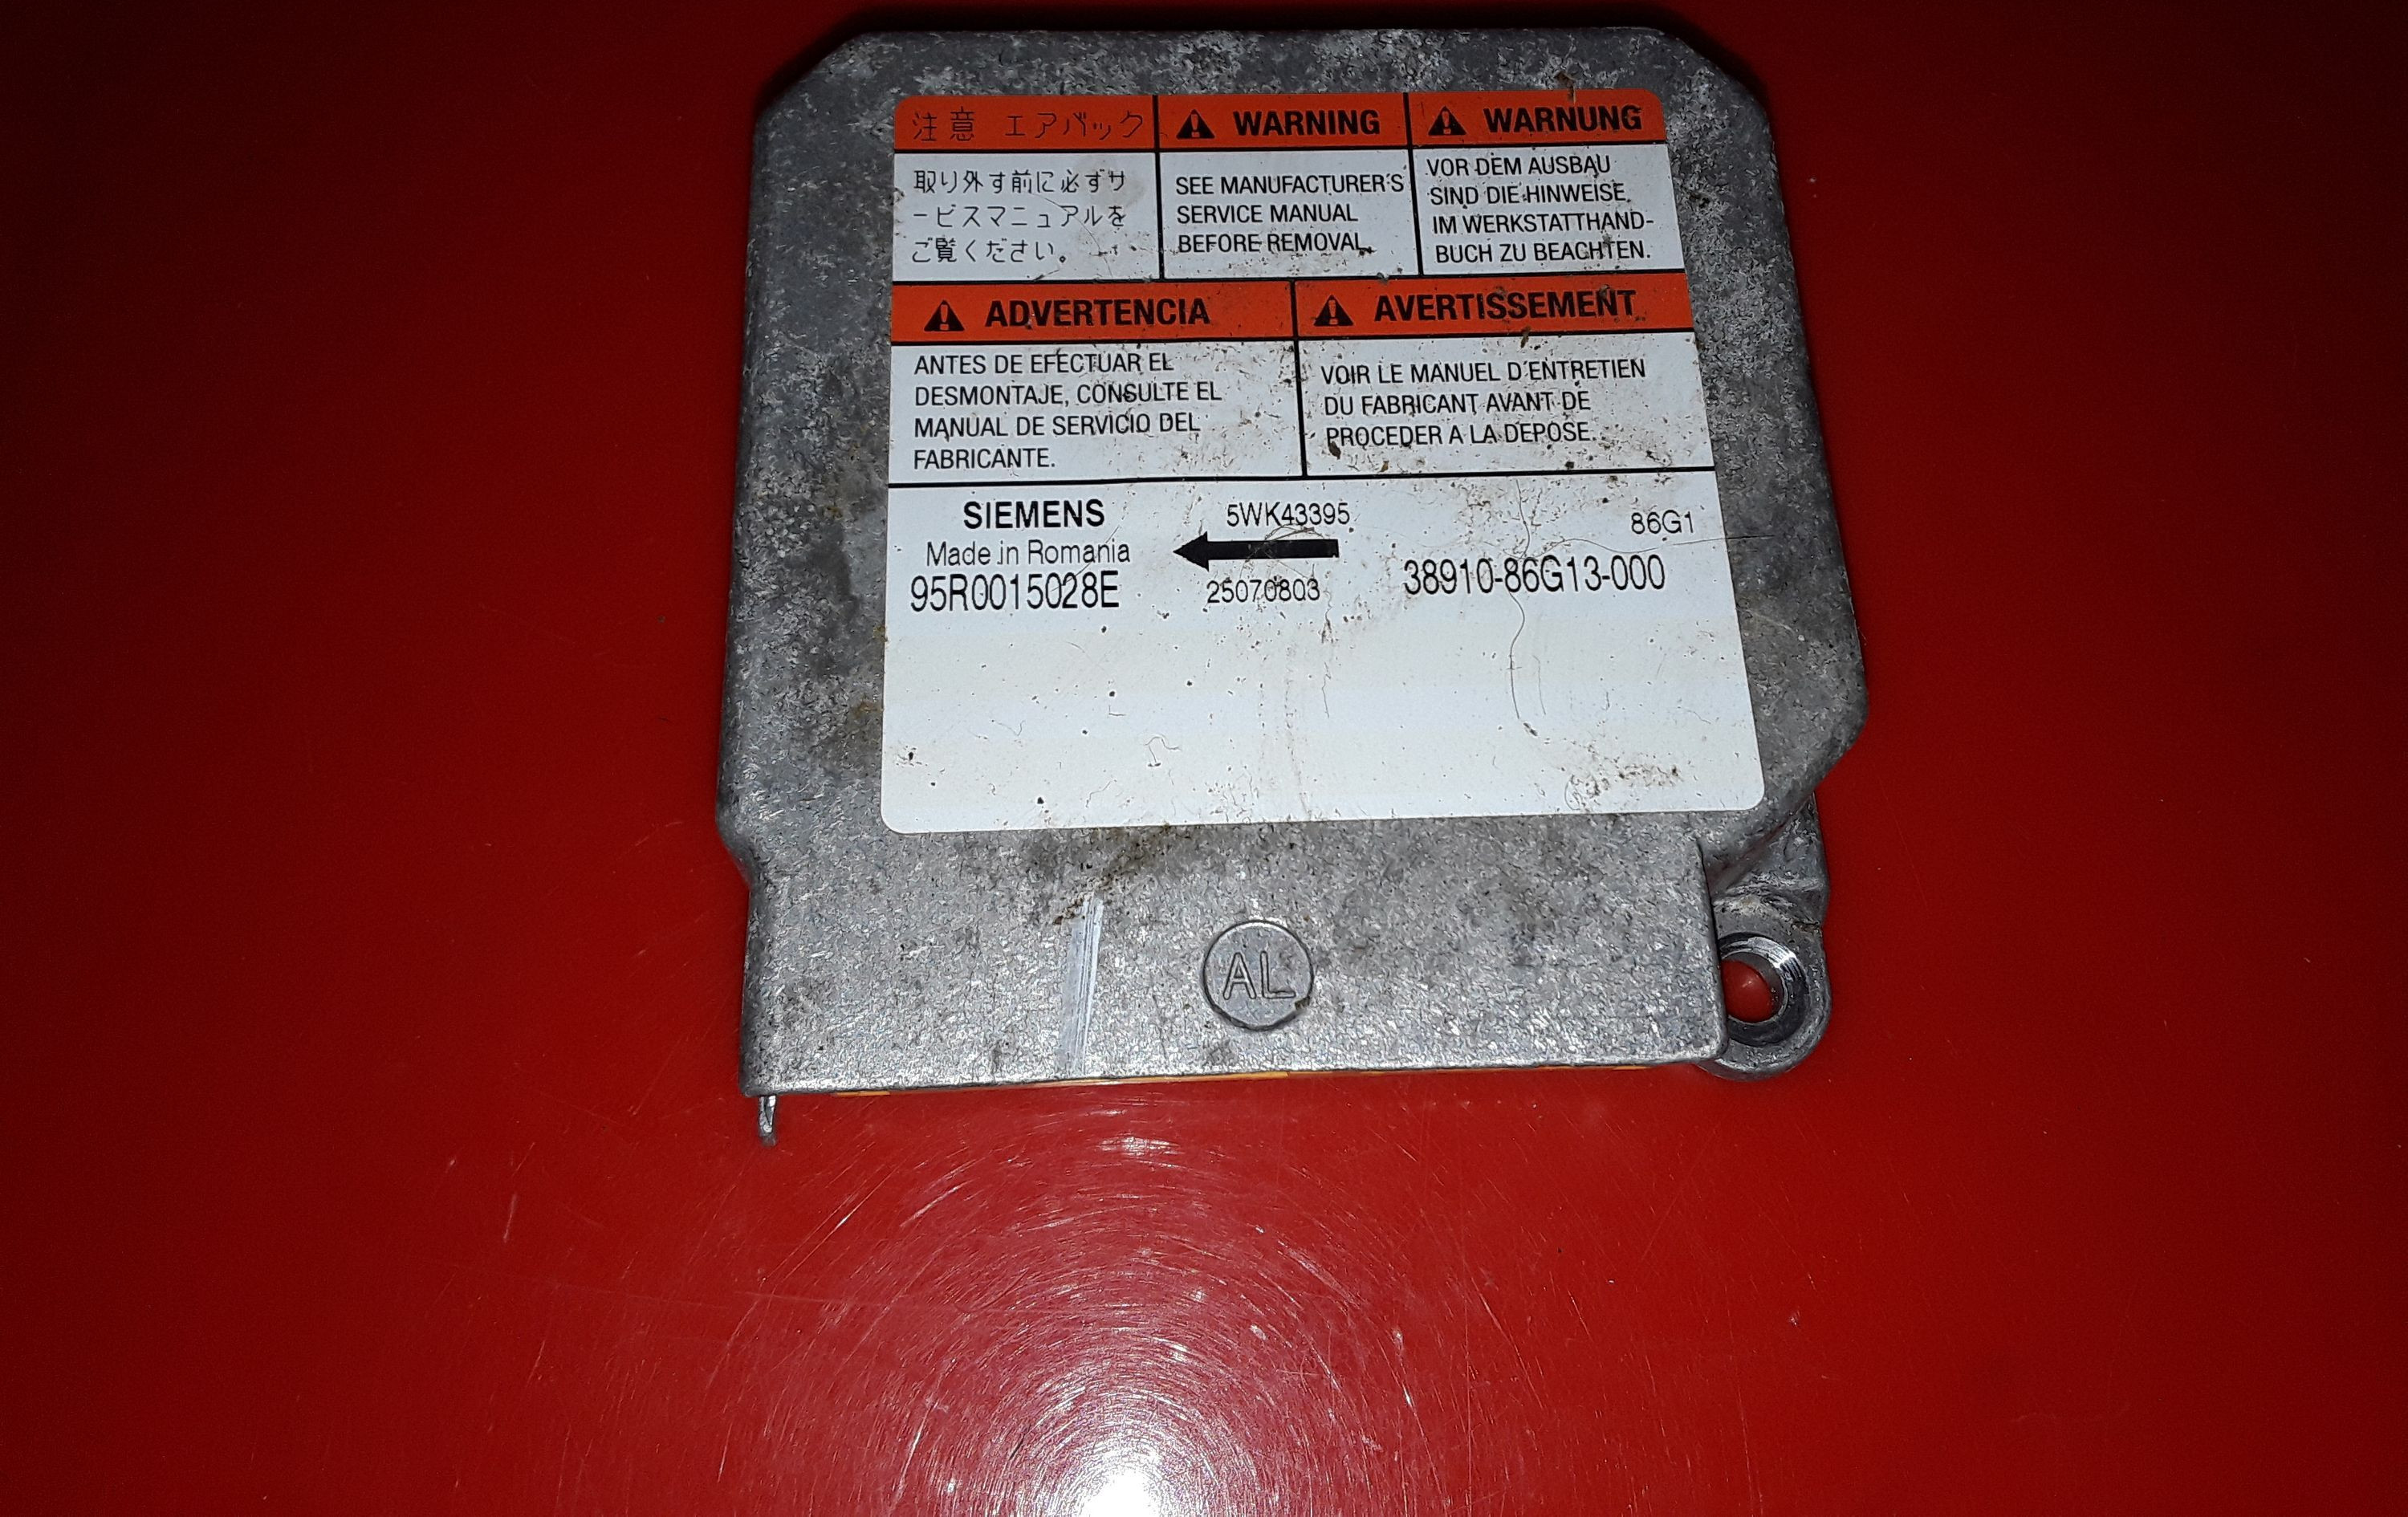 注意 エアバック
取り外す前に必ずサ
ービスマニュアルを
ご覧ください。
WARNING
SEE MANUFACTURER'S
SERVICE MANUAL
BEFORE REMOVAL.
WARNUNG
VOR DEM AUSBAU
SIND DIE HINWEISE
IM WERKSTATTHAND-
BUCH ZU BEACHTEN.
ADVERTENCIA
ANTES DE EFECTUAR EL
DESMONTAJE, CONSULTE EL
MANUAL DE SERVICIO DEL
FABRICANTE.
AVERTISSEMENT
VOIR LE MANUEL D'ENTRETIEN
DU FABRICANT AVANT DE
PROCEDER A LA DEPOSE.
SIEMENS
Made in Romania
95R0015028E
5WK43395
25070803
86G1
38910-86G13-000
AL